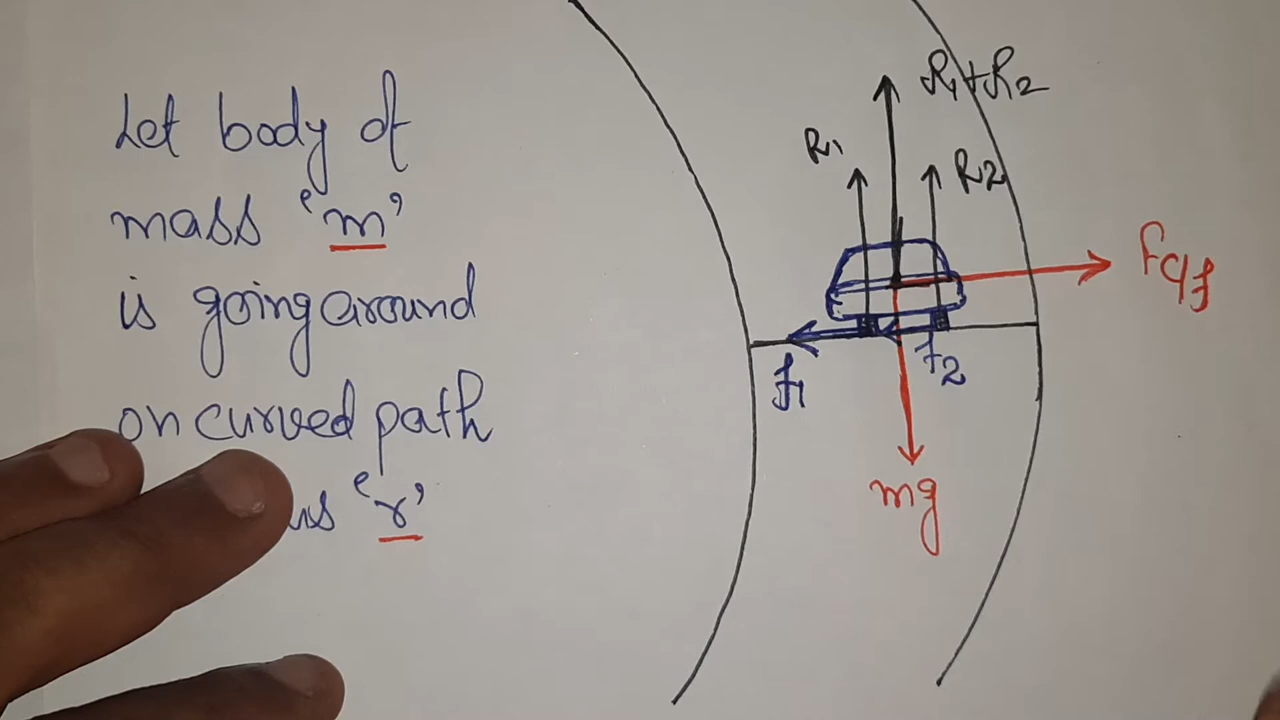 Let body of
mass 'm'
is going around
on curved path
'r'
R1+R2
R1
R2
Fcf
f1
f2
mg